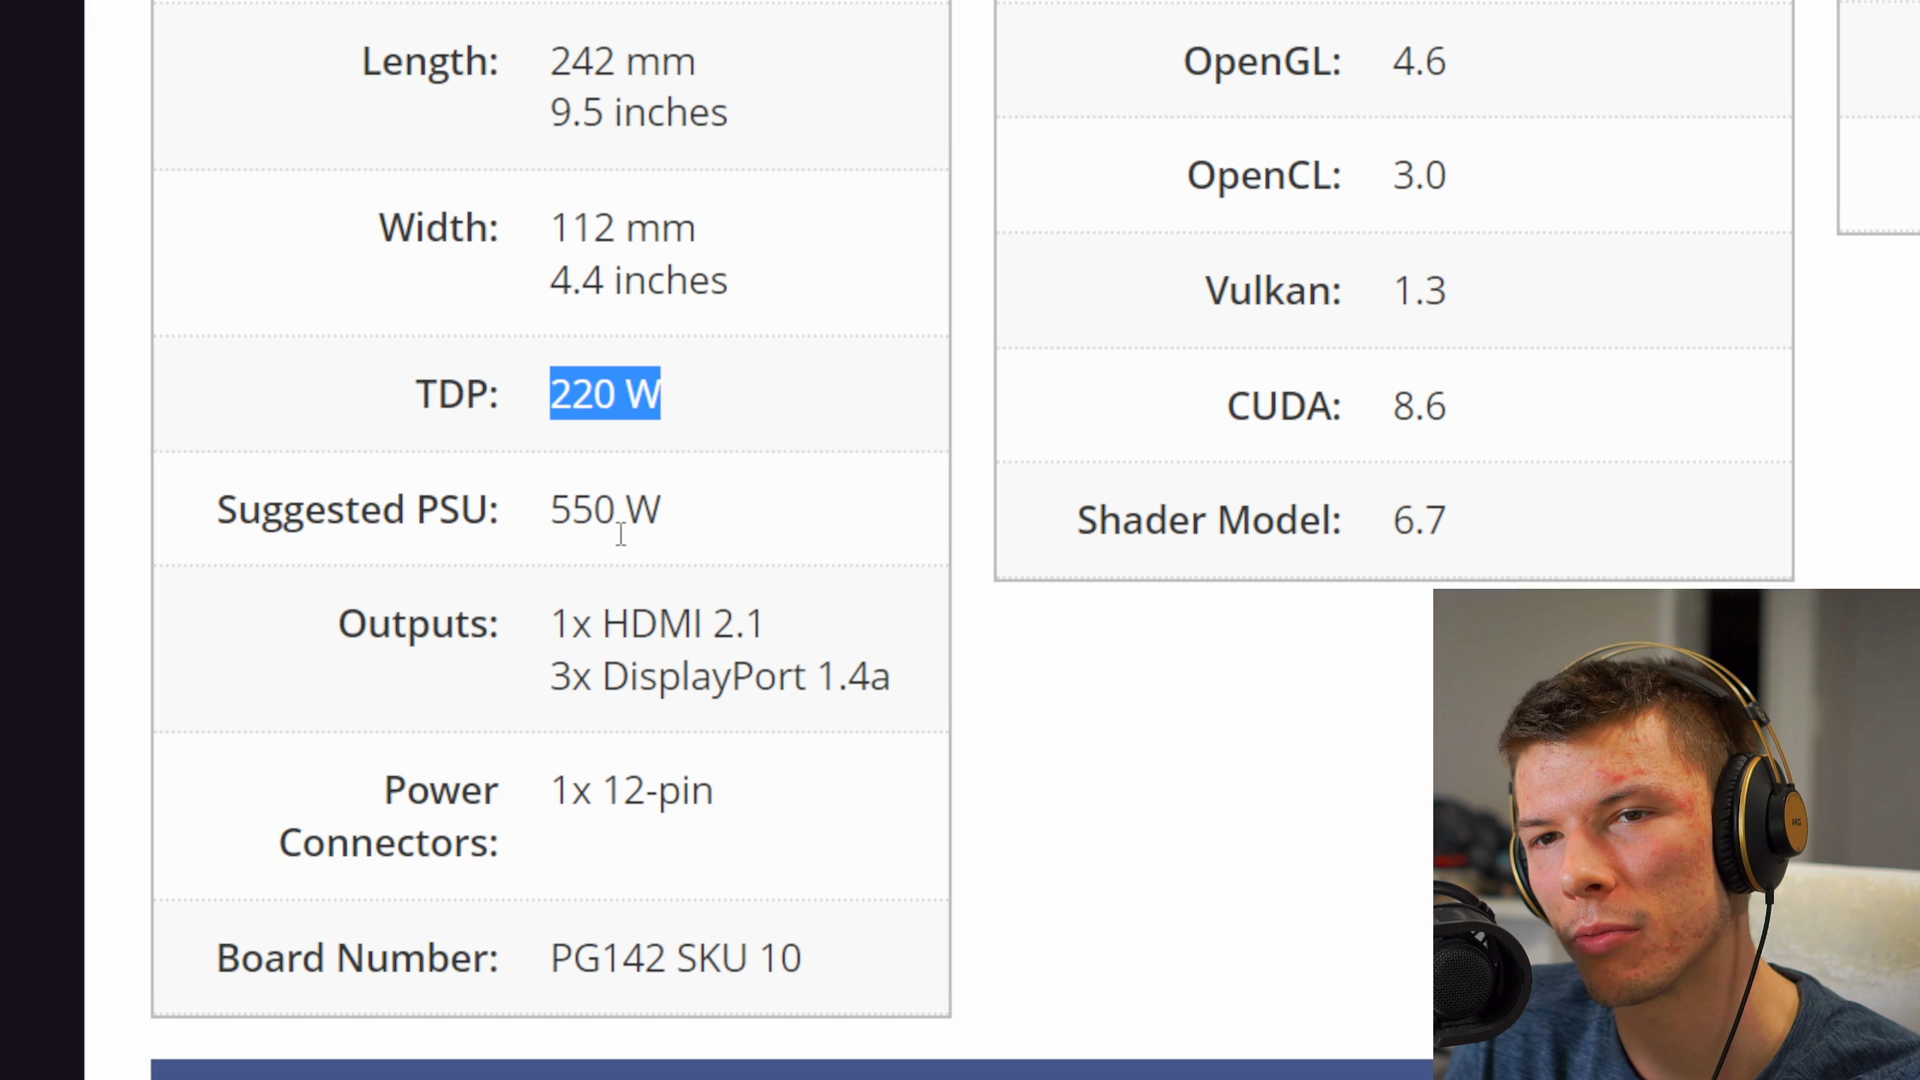 Length: 242 mm
9.5 inches
Width: 112 mm
4.4 inches
TDP: 220 W
Suggested PSU: 550 W
Outputs: 1x HDMI 2.1
3x DisplayPort 1.4a
Power 1x 12-pin
Connectors:
Board Number: PG142 SKU 10
OpenGL: 4.6
OpenCL: 3.0
Vulkan: 1.3
CUDA: 8.6
Shader Model: 6.7
AKG